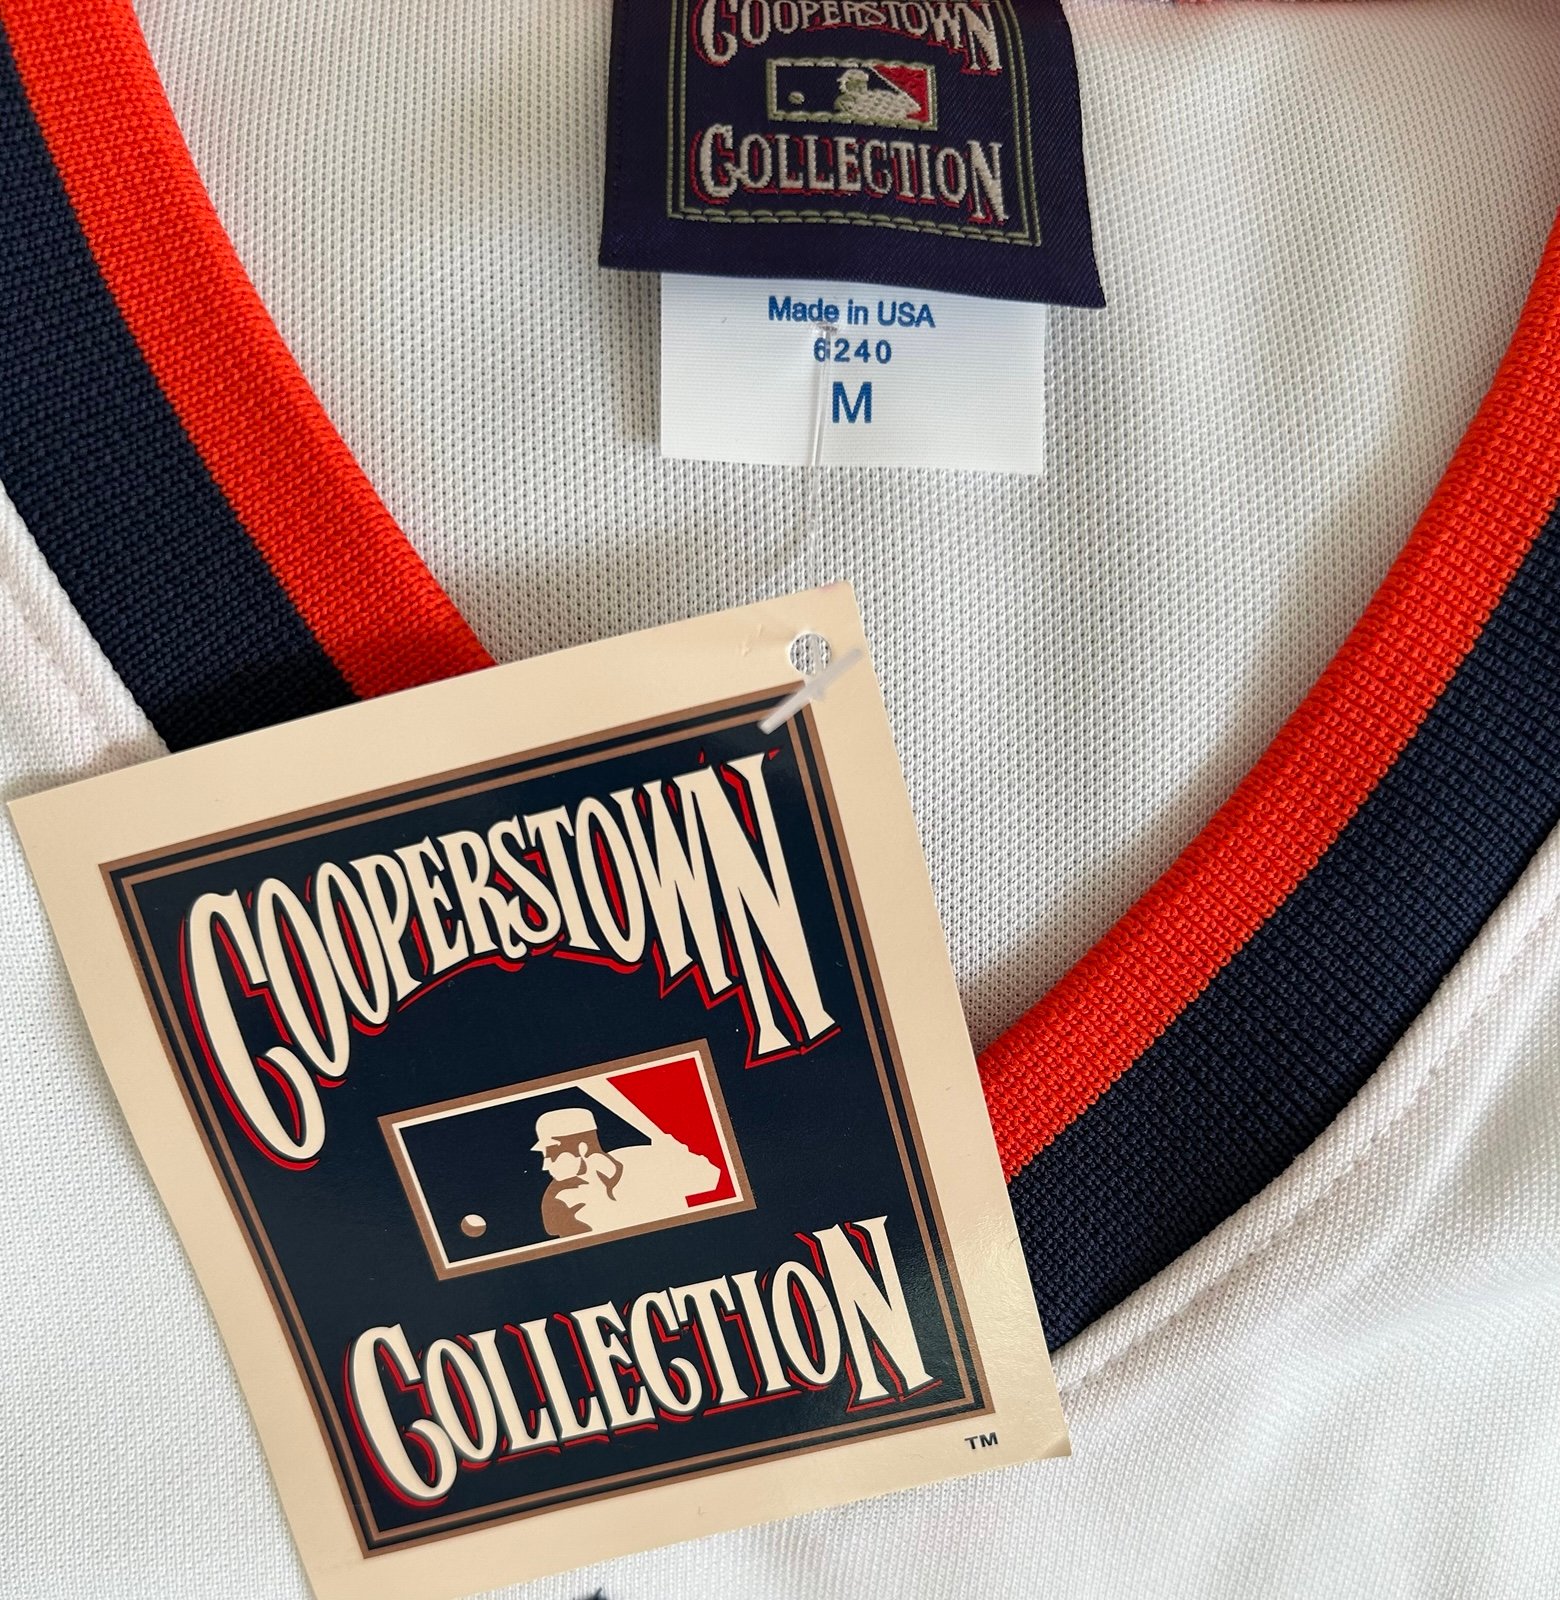 COOPERSTOWN
COLLECTION
Made in USA
6240
M
COOPERSTOWN
COLLECTION
TM